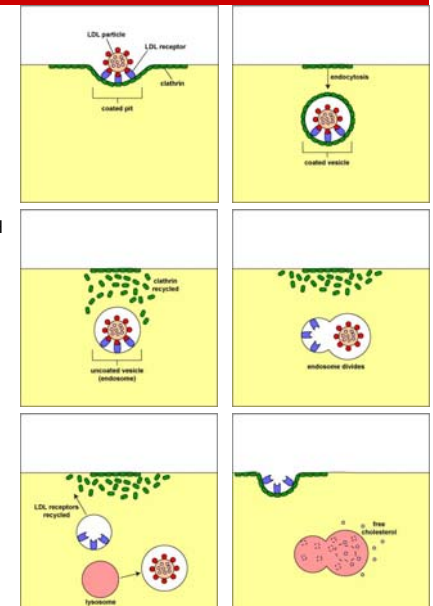 LDL particle
LDL receptor
clathrin
coated pit
endocytosis
coated vesicle
clathrin
recycled
uncoated vesicle
(endosome)
endosome divides
LDL receptors
recycled
lysosome
free
cholesterol